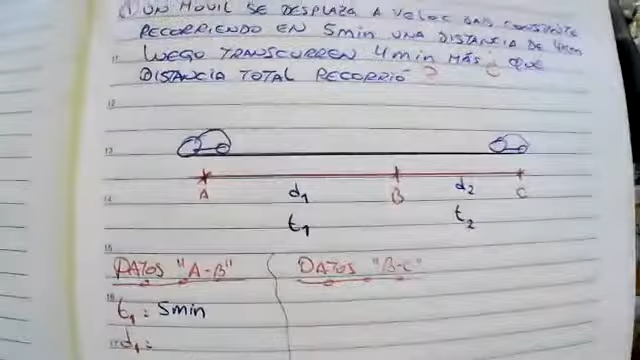 UN MOVIL SE DESPLAZA A VELOCIDAD CONSTANTE
RECORRIENDO EN 5min UNA DISTANCIA DE
LUEGO TRANSCURREN 4min MÁS ¿ QUE
DISTANCIA TOTAL RECORRIÓ ?
A d1 B d2 C
t1 t2
DATOS "A-B" DATOS "B-C"
t1 = 5min
d1 =